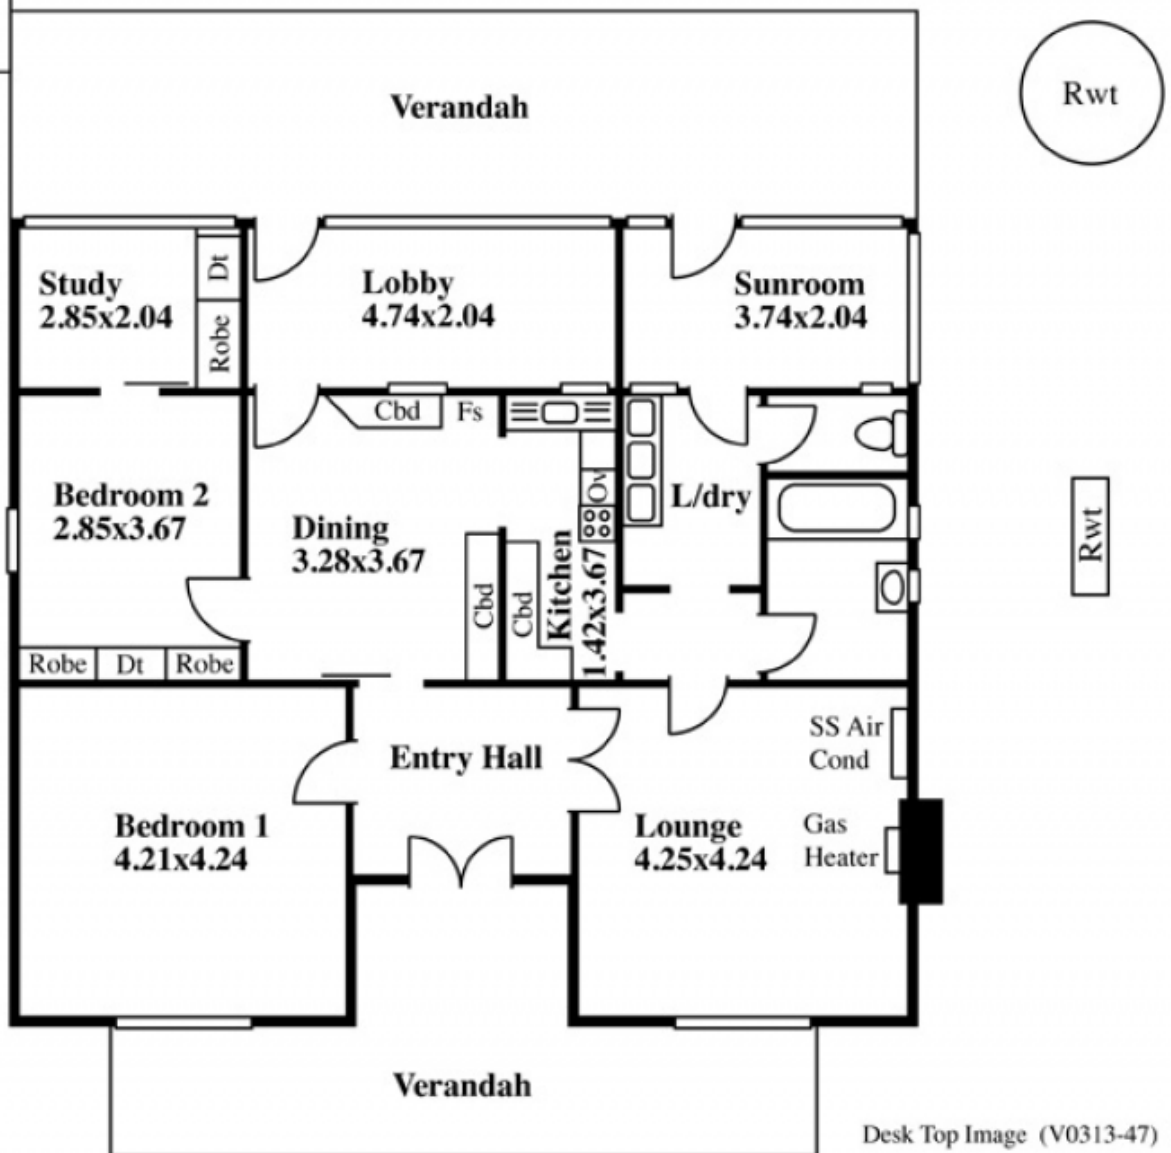 Verandah
Rwt
Study
2.85x2.04
Dt
Robe
Lobby
4.74x2.04
Sunroom
3.74x2.04
Cbd
Fs
Bedroom 2
2.85x3.67
Dining
3.28x3.67
Ov
L/dry
Rwt
Cbd
Cbd
Kitchen
1.42x3.67
Robe
Dt
Robe
Entry Hall
SS Air
Cond
Bedroom 1
4.21x4.24
Lounge
4.25x4.24
Gas
Heater
Verandah
Desk Top Image (V0313-47)